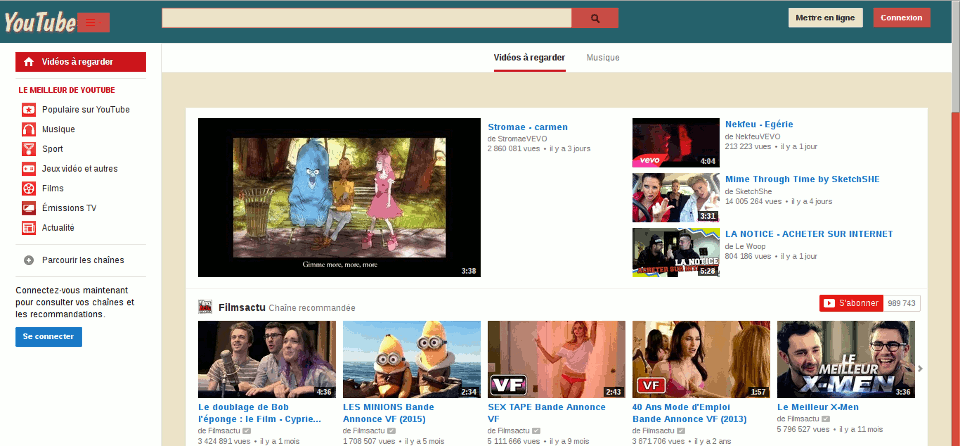 YouTube
Mettre en ligne
Connexion
Vidéos à regarder
Vidéos à regarder
Musique
LE MEILLEUR DE YOUTUBE
Populaire sur YouTube
Musique
Sport
Jeux vidéo et autres
Films
Émissions TV
Actualité
Parcourir les chaînes
Connectez-vous maintenant
pour consulter vos chaînes et
les recommandations.
Se connecter
Gimme more, more, more
3:38
Stromae - carmen
de StromaeVEVO
2 860 081 vues • il y a 3 jours
vevo
4:04
Nekfeu - Egérie
de NekfeuVEVO
213 223 vues • il y a 1 jour
3:31
Mime Through Time by SketchSHE
de SketchShe
14 005 264 vues • il y a 4 jours
LA NOTICE
ACHETER SUR INTERNET
5:28
LA NOTICE - ACHETER SUR INTERNET
de Le Woop
804 186 vues • il y a 1 jour
Filmsactu Chaîne recommandée
S'abonner 989 743
4:36
Le doublage de Bob
l'éponge : le Film - Cyprie...
de Filmsactu
3 424 891 vues • il y a 1 mois
2:34
LES MINIONS Bande
Annonce VF (2015)
de Filmsactu
1 708 507 vues • il y a 5 mois
VF
2:43
SEX TAPE Bande Annonce
VF
de Filmsactu
5 111 666 vues • il y a 9 mois
VF
1:57
40 Ans Mode d'Emploi
Bande Annonce VF (2013)
de Filmsactu
3 671 706 vues • il y a 2 ans
LE
MEILLEUR
X-MEN
3:36
Le Meilleur X-Men
de Filmsactu
5 796 527 vues • il y a 11 mois